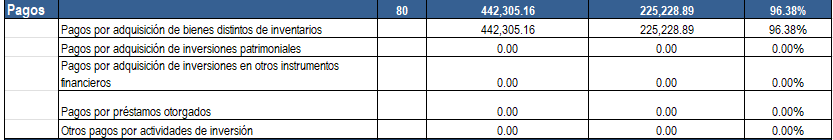 Pagos 80 442,305.16 225,228.89 96.38%
Pagos por adquisición de bienes distintos de inventarios 442,305.16 225,228.89 96.38%
Pagos por adquisición de inversiones patrimoniales 0.00 0.00 0.00%
Pagos por adquisición de inversiones en otros instrumentos
financieros 0.00 0.00 0.00%
Pagos por préstamos otorgados 0.00 0.00 0.00%
Otros pagos por actividades de inversión 0.00 0.00 0.00%